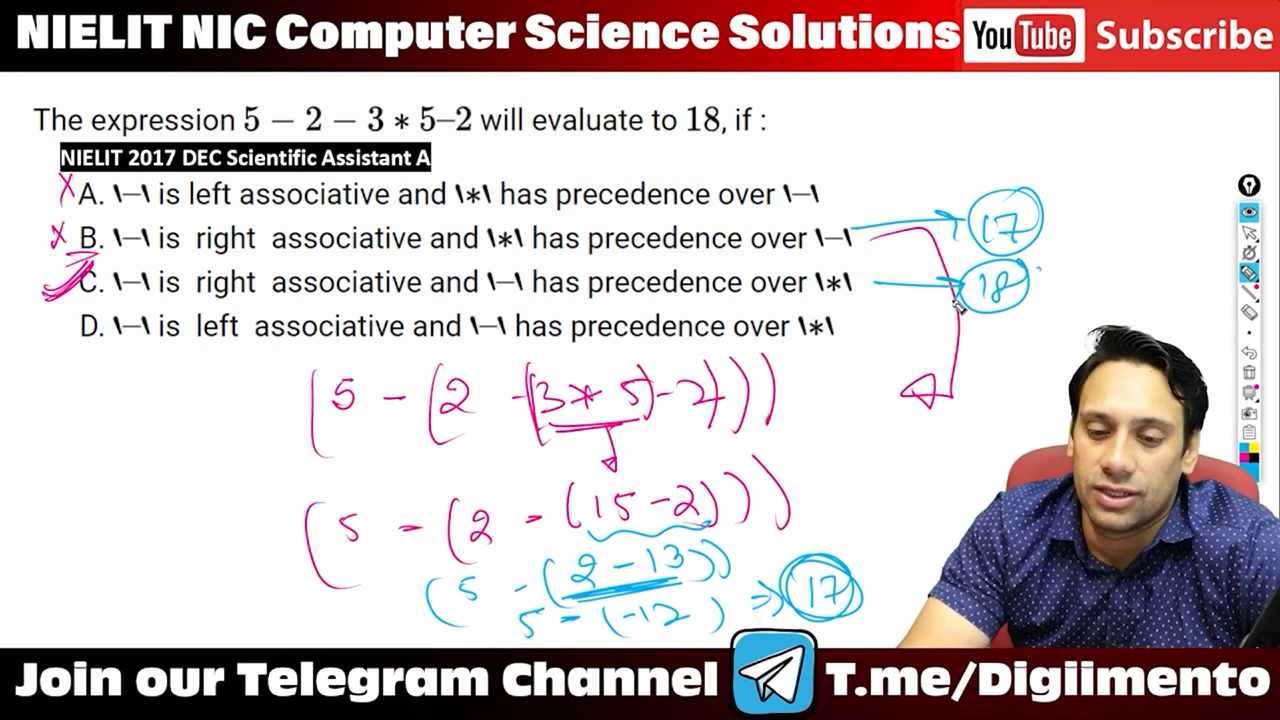 NIELIT NIC Computer Science Solutions YouTube Subscribe
The expression 5 − 2 − 3 ∗ 5–2 will evaluate to 18, if :
NIELIT 2017 DEC Scientific Assistant A
X A. \−\ is left associative and \∗\ has precedence over \−\
X B. \−\ is right associative and \∗\ has precedence over \−\ 17
C. \−\ is right associative and \−\ has precedence over \∗\ 18
D. \−\ is left associative and \−\ has precedence over \∗\
(5 - (2 - ((3 * 5) - 2)))
(5 - (2 - (15 - 2)))
(5 - (2 - 13))
5 - (-12) ⇒ 17
Join our Telegram Channel T.me/Digiimento